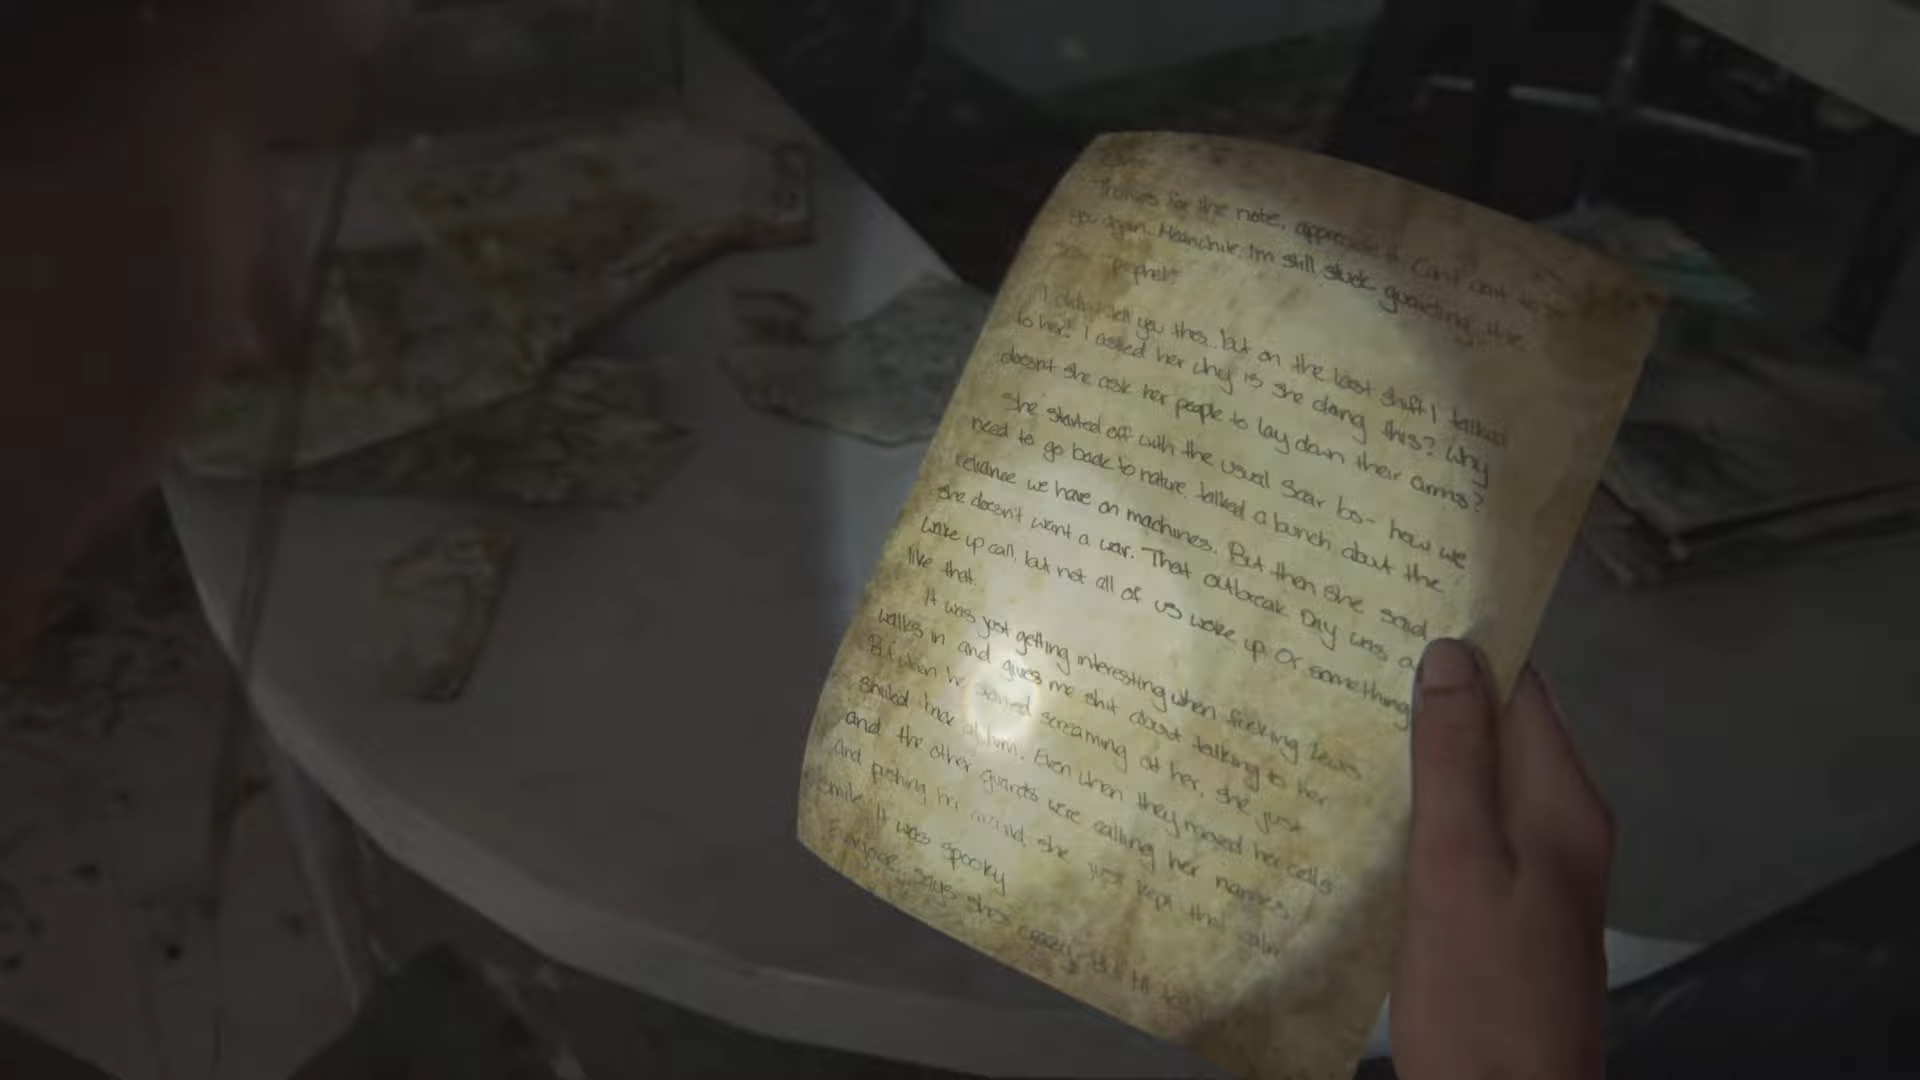 Thanks for the note, appreciate it. Can't wait to see
you again. Meanwhile, I'm still stuck guarding the
"prophet."
I didn't tell you this, but on the last shift I talked
to her! I asked her why is she doing this? Why
doesn't she ask her people to lay down their arms?
She started off with the usual Scar bs- how we
need to go back to nature, talked a bunch about the
reliance we have on machines. But then she said
she doesn't want a war. That Outbreak Day was a
wake up call, but not all of us woke up. Or something
like that.
It was just getting interesting when fucking Lewis
walks in and gives me shit about talking to her.
But when he started screaming at her, she just
smiled back at him. Even when they moved her cells
and the other guards were calling her names,
and pushing her around she just kept that calm
smile. It was spooky
Everyone says she's crazy, but I'll tell